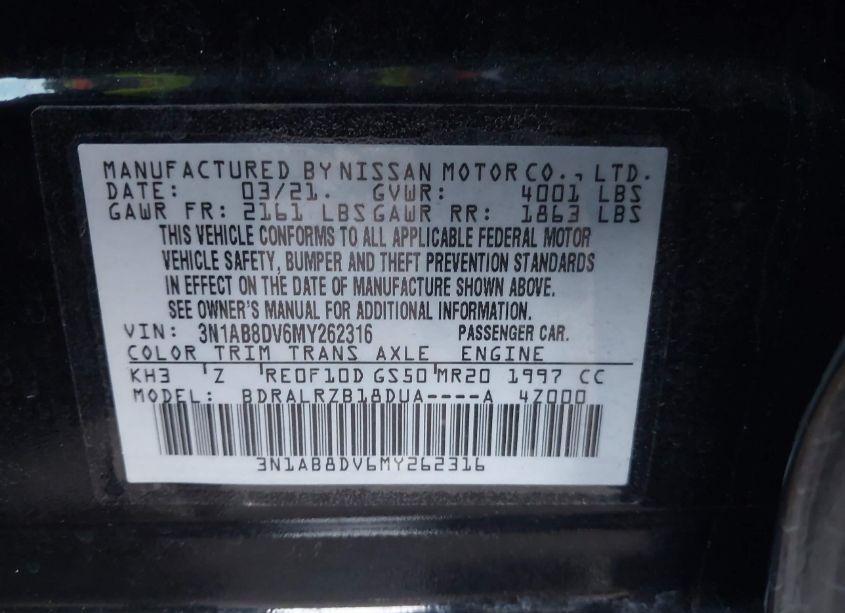 MANUFACTURED BY NISSAN MOTOR CO., LTD.
DATE: 03/21. GVWR: 4001 LBS
GAWR FR: 2161 LBS GAWR RR: 1863 LBS
THIS VEHICLE CONFORMS TO ALL APPLICABLE FEDERAL MOTOR
VEHICLE SAFETY, BUMPER AND THEFT PREVENTION STANDARDS
IN EFFECT ON THE DATE OF MANUFACTURE SHOWN ABOVE.
SEE OWNER'S MANUAL FOR ADDITIONAL INFORMATION.
VIN: 3N1AB8DV6MY262316 PASSENGER CAR.
COLOR TRIM TRANS AXLE ENGINE
KH3 Z RE0F10D GS50 MR20 1997 CC
MODEL: BDRALRZB18DUA----A 4Z000
3N1AB8DV6MY262316